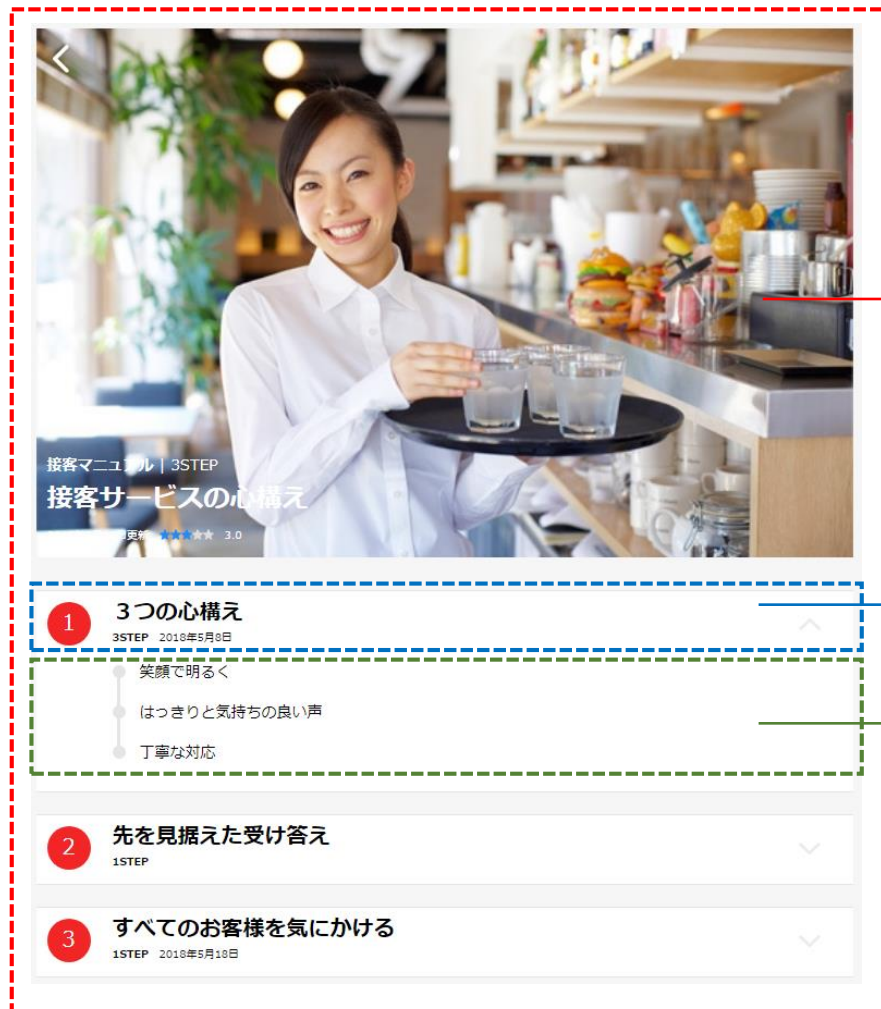 接客マニュアル | 3STEP
接客サービスの心構え
更新 ★★★★★ 3.0
1
３つの心構え
3STEP 2018年5月8日
笑顔で明るく
はっきりと気持ちの良い声
丁寧な対応
2
先を見据えた受け答え
1STEP
3
すべてのお客様を気にかける
1STEP 2018年5月18日